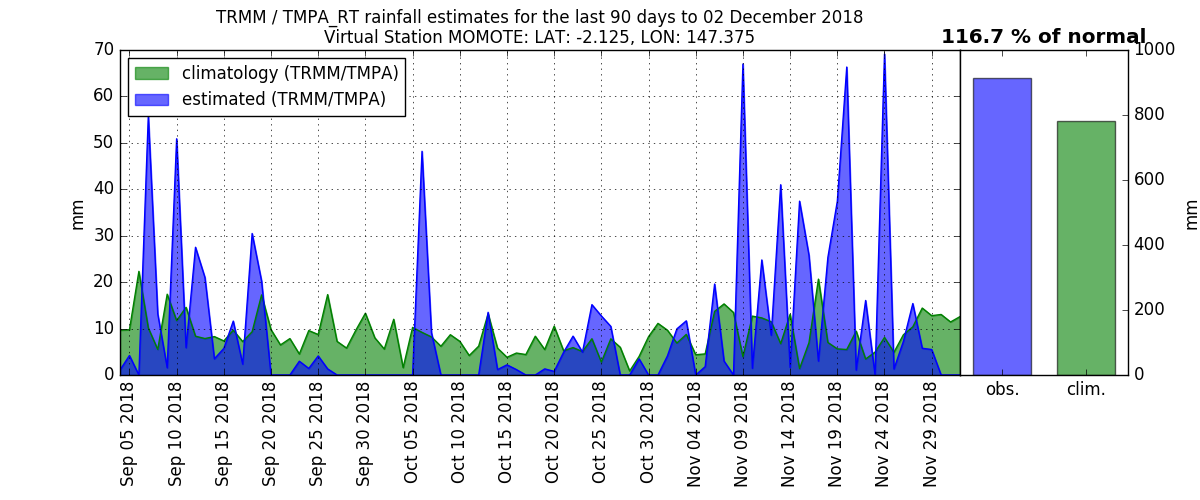 TRMM / TMPA_RT rainfall estimates for the last 90 days to 02 December 2018
Virtual Station MOMOTE: LAT: -2.125, LON: 147.375
116.7 % of normal
climatology (TRMM/TMPA)
estimated (TRMM/TMPA)
70
60
50
40
30
20
10
0
mm
1000
800
600
400
200
0
mm
Sep 05 2018
Sep 10 2018
Sep 15 2018
Sep 20 2018
Sep 25 2018
Sep 30 2018
Oct 05 2018
Oct 10 2018
Oct 15 2018
Oct 20 2018
Oct 25 2018
Oct 30 2018
Nov 04 2018
Nov 09 2018
Nov 14 2018
Nov 19 2018
Nov 24 2018
Nov 29 2018
obs.
clim.